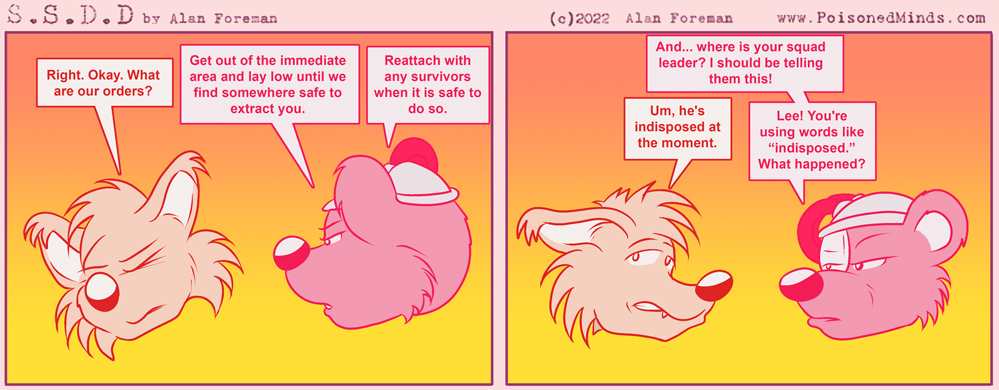 S.S.D.D by Alan Foreman (c)2022 Alan Foreman www.PoisonedMinds.com
Right. Okay. What
are our orders?
Get out of the immediate
area and lay low until we
find somewhere safe to
extract you.
Reattach with
any survivors
when it is safe to
do so.
And... where is your squad
leader? I should be telling
them this!
Um, he's
indisposed at
the moment.
Lee! You're
using words like
“indisposed.”
What happened?